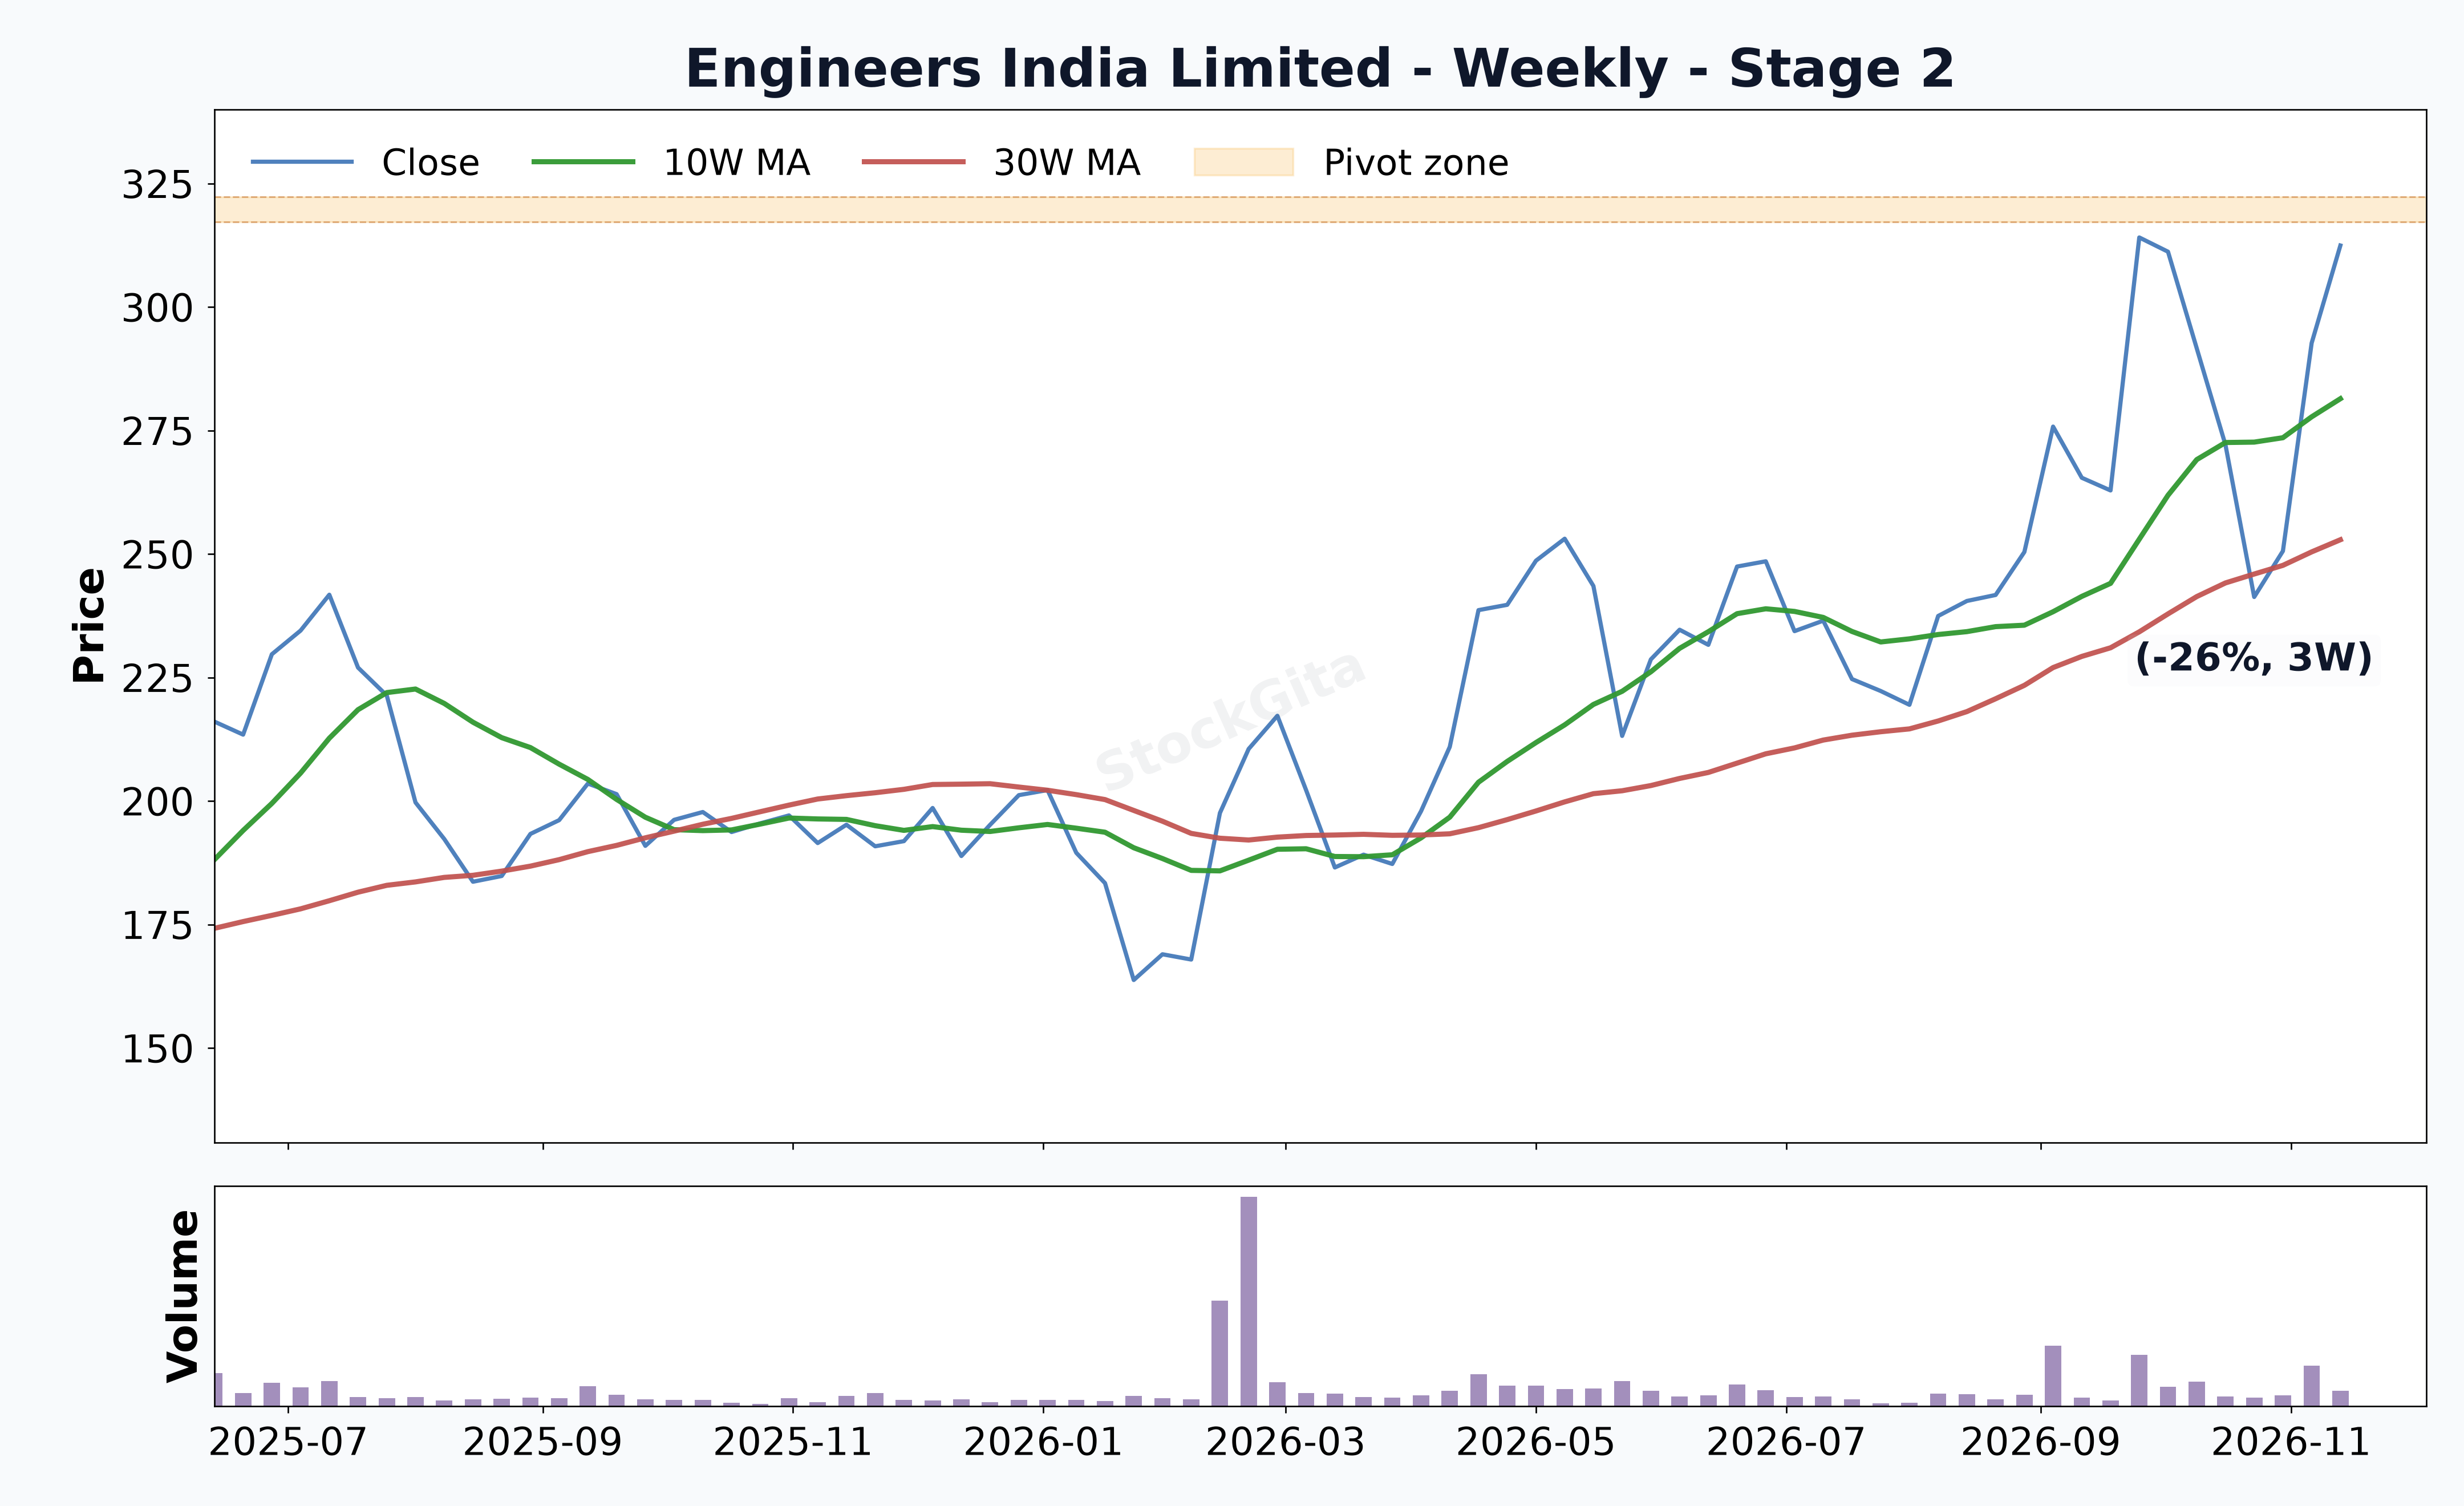 Engineers India Limited - Weekly - Stage 2
Close 10W MA 30W MA Pivot zone
325
300
275
250
225
200
175
150
Price
(-26%, 3W)
StockGita
Volume
2025-07 2025-09 2025-11 2026-01 2026-03 2026-05 2026-07 2026-09 2026-11